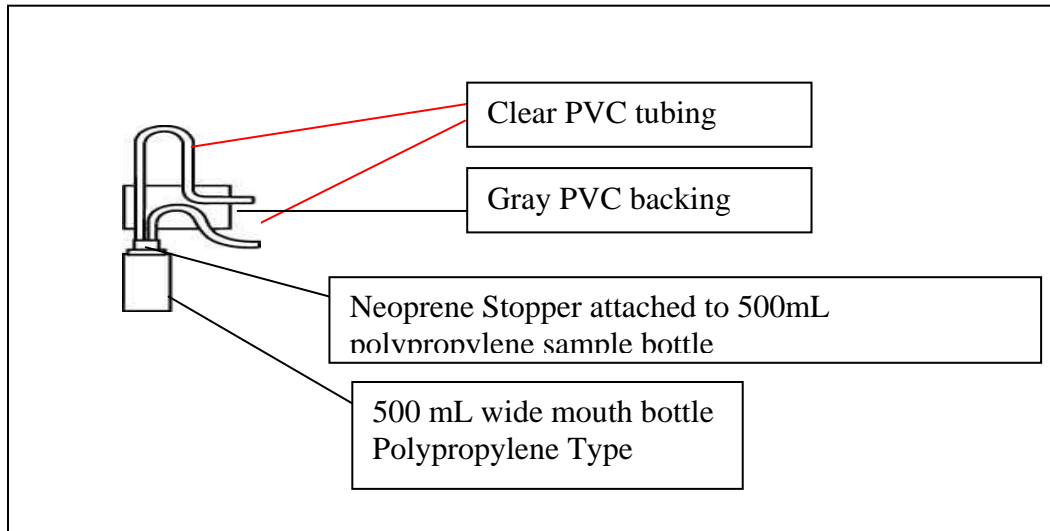 Clear PVC tubing
Gray PVC backing
Neoprene Stopper attached to 500mL
polypropylene sample bottle
500 mL wide mouth bottle
Polypropylene Type